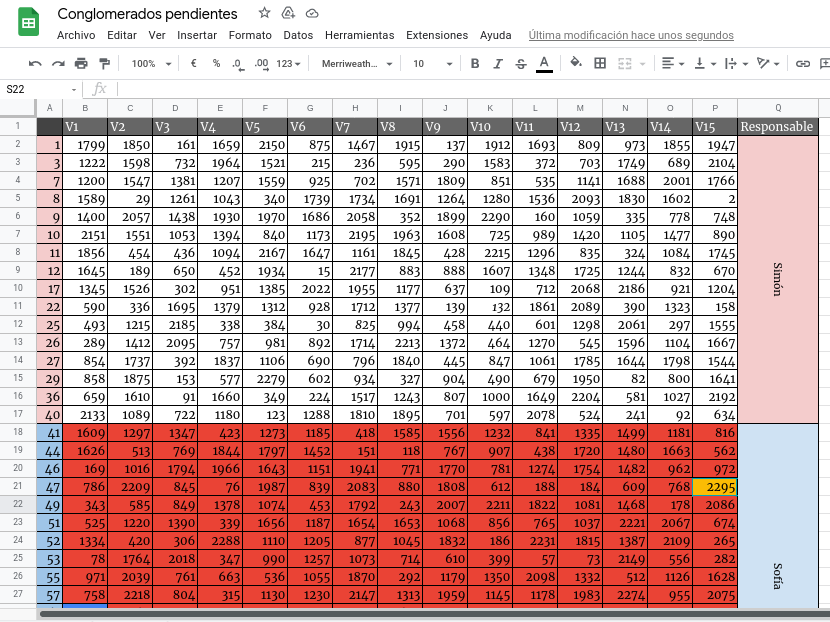 Conglomerados pendientes
Archivo Editar Ver Insertar Formato Datos Herramientas Extensiones Ayuda Última modificación hace unos segundos
100% € % .0 .00 123 Merriweath... 10 B I S A
S22 fx
A B C D E F G H I J K L M N O P Q
1 V1 V2 V3 V4 V5 V6 V7 V8 V9 V10 V11 V12 V13 V14 V15 Responsable
2 1 1799 1850 161 1659 2150 875 1467 1915 137 1912 1693 809 973 1855 1947
3 3 1222 1598 732 1964 1521 215 236 595 290 1583 372 703 1749 689 2104
4 7 1200 1547 1381 1207 1559 925 702 1571 1809 851 535 1141 1688 2001 1766
5 8 1589 29 1261 1043 340 1739 1734 1691 1264 1280 1536 2093 1830 1602 2
6 9 1400 2057 1438 1930 1970 1686 2058 352 1899 2290 160 1059 335 778 748
7 10 2151 1551 1053 1394 840 1173 2195 1963 1608 725 989 1420 1105 1477 890
8 11 1856 454 436 1094 2167 1647 1161 1845 428 2215 1296 835 324 1084 1745
9 12 1645 189 650 452 1934 15 2177 883 888 1607 1348 1725 1244 832 670
Simón
10 17 1345 1526 302 951 1385 2022 1955 1177 637 109 712 2068 2186 921 1204
11 22 590 336 1695 1379 1312 928 1712 1377 139 132 1861 2089 390 1323 158
12 25 493 1215 2185 338 384 30 825 994 458 440 601 1298 2061 297 1555
13 26 289 1412 2095 757 981 892 1714 2213 1372 464 1270 545 1596 1104 1667
14 27 854 1737 392 1837 1106 690 796 1840 445 847 1061 1785 1644 1798 1544
15 29 858 1875 153 577 2279 602 934 327 904 490 679 1950 82 800 1641
16 36 659 1610 91 1660 349 224 1517 1243 807 1000 1649 2204 581 1027 2192
17 40 2133 1089 722 1180 123 1288 1810 1895 701 597 2078 524 241 92 634
18 41 1609 1297 1347 423 1273 1185 418 1585 1556 1232 841 1335 1499 1181 816
19 44 1626 513 769 1844 1797 1452 151 118 767 907 438 1720 1480 1663 562
20 46 169 1016 1794 1966 1643 1151 1941 771 1770 781 1274 1754 1482 962 972
21 47 786 2209 845 76 1987 839 2083 880 1808 612 188 184 609 768 2295
22 49 343 585 849 1378 1074 453 1792 243 2007 2211 1822 1081 1468 178 2086
23 51 525 1220 1390 339 1656 1187 1654 1653 1068 856 765 1037 2221 2067 674
24 52 1334 420 306 2288 1110 1205 877 1045 1832 186 2231 1815 1387 2109 265
25 53 78 1764 2018 347 990 1257 1073 714 610 399 57 73 2149 556 282
26 55 971 2039 761 663 536 1055 1870 292 1179 1350 2098 1332 512 1126 1628
Sofía
27 57 758 2218 804 315 1130 1230 2147 1313 1959 1145 1178 1983 2274 955 2075